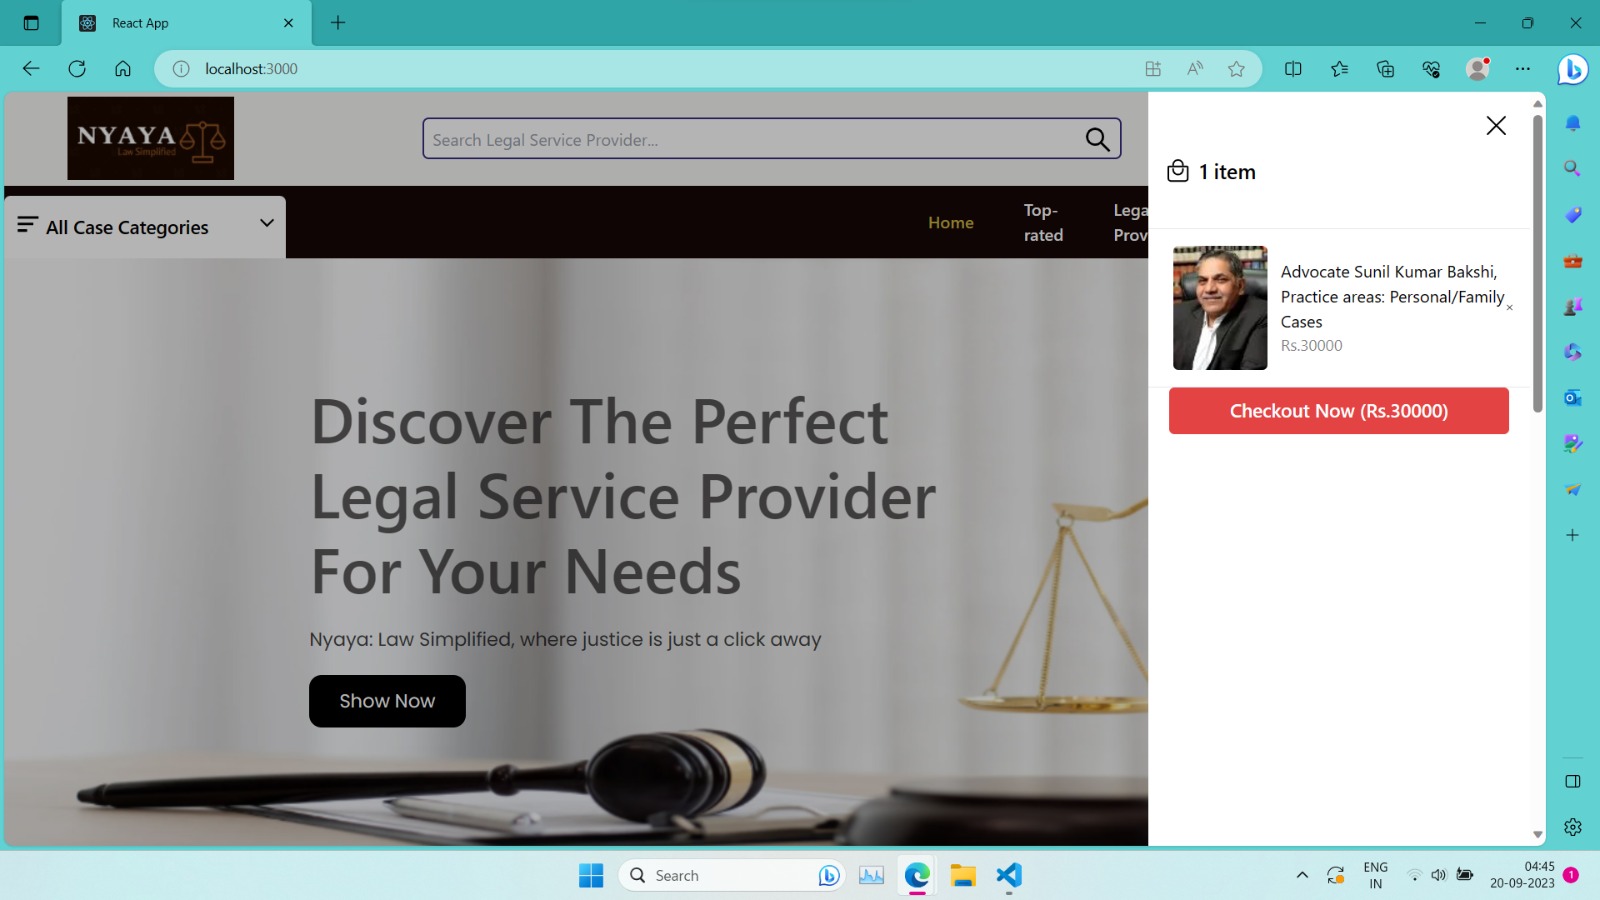 React App
localhost:3000
NYAYA
Law Simplified
Search Legal Service Provider...
1 item
All Case Categories
Home
Top-
rated
Lega
Prov
Advocate Sunil Kumar Bakshi,
Practice areas: Personal/Family
Cases
Rs.30000
×
Checkout Now (Rs.30000)
Discover The Perfect
Legal Service Provider
For Your Needs
Nyaya: Law Simplified, where justice is just a click away
Show Now
Search
ENG
IN
04:45
20-09-2023
1